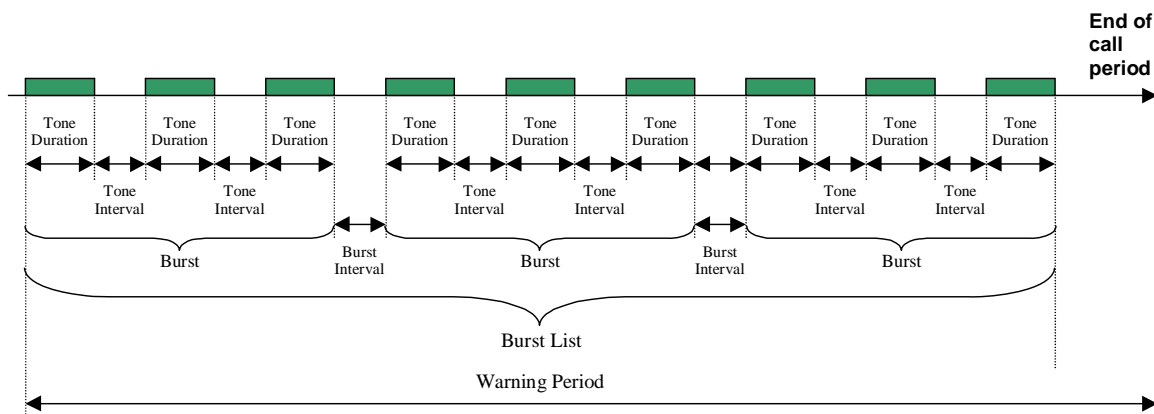 End of
call
period
Tone
Duration
Tone
Duration
Tone
Duration
Tone
Duration
Tone
Duration
Tone
Duration
Tone
Duration
Tone
Duration
Tone
Duration
Tone
Interval
Tone
Interval
Tone
Interval
Tone
Interval
Tone
Interval
Tone
Interval
Burst
Burst
Interval
Burst
Burst
Interval
Burst
Burst List
Warning Period